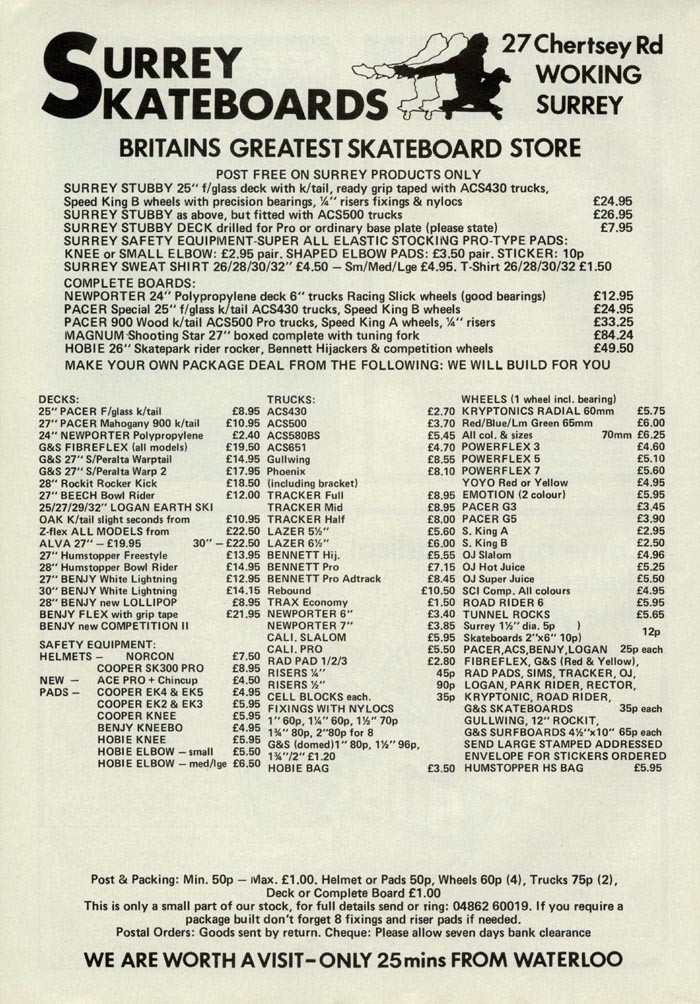 SURREY SKATEBOARDS
27 Chertsey Rd
WOKING
SURREY
BRITAINS GREATEST SKATEBOARD STORE
POST FREE ON SURREY PRODUCTS ONLY
SURREY STUBBY 25" f/glass deck with k/tail, ready grip taped with ACS430 trucks,
Speed King B wheels with precision bearings, ¼" risers fixings & nylocs £24.95
SURREY STUBBY as above, but fitted with ACS500 trucks £26.95
SURREY STUBBY DECK drilled for Pro or ordinary base plate (please state) £7.95
SURREY SAFETY EQUIPMENT-SUPER ALL ELASTIC STOCKING PRO-TYPE PADS:
KNEE or SMALL ELBOW: £2.95 pair. SHAPED ELBOW PADS: £3.50 pair. STICKER: 10p
SURREY SWEAT SHIRT 26/28/30/32" £4.50 – Sm/Med/Lge £4.95. T-Shirt 26/28/30/32 £1.50
COMPLETE BOARDS:
NEWPORTER 24" Polypropylene deck 6" trucks Racing Slick wheels (good bearings) £12.95
PACER Special 25" f/glass k/tail ACS430 trucks, Speed King B wheels £24.95
PACER 900 Wood k/tail ACS500 Pro trucks, Speed King A wheels, ¼" risers £33.25
MAGNUM Shooting Star 27" boxed complete with tuning fork £84.24
HOBIE 26" Skatepark rider rocker, Bennett Hijackers & competition wheels £49.50
MAKE YOUR OWN PACKAGE DEAL FROM THE FOLLOWING: WE WILL BUILD FOR YOU
DECKS:
25" PACER F/glass k/tail £8.95
27" PACER Mahogany 900 k/tail £10.95
24" NEWPORTER Polypropylene £2.40
G&S FIBREFLEX (all models) £19.50
G&S 27" S/Peralta Warptail £14.95
G&S 27" S/Peralta Warp 2 £17.95
28" Rockit Rocker Kick £18.50
27" BEECH Bowl Rider £12.00
25/27/29/32" LOGAN EARTH SKI
OAK K/tail slight seconds from £10.95
Z-flex ALL MODELS from £22.50
ALVA 27" – £19.95 30" – £22.50
27" Humstopper Freestyle £13.95
28" Humstopper Bowl Rider £14.95
27" BENJY White Lightning £12.95
30" BENJY White Lightning £14.15
28" BENJY new LOLLIPOP £8.95
BENJY FLEX with grip tape £21.95
BENJY new COMPETITION II
SAFETY EQUIPMENT:
HELMETS – NORCON £7.50
COOPER SK300 PRO £8.95
NEW – ACE PRO + Chincup £4.50
PADS – COOPER EK4 & EK5 £4.95
COOPER EK2 & EK3 £5.95
COOPER KNEE £5.95
BENJY KNEEBO £4.95
HOBIE KNEE £5.95
HOBIE ELBOW – small £5.50
HOBIE ELBOW – med/lge £6.50
TRUCKS:
ACS430 £2.70
ACS500 £3.70
ACS580BS £5.45
ACS651 £4.70
Gullwing £8.55
Phoenix £8.10
(including bracket)
TRACKER Full £8.95
TRACKER Mid £8.95
TRACKER Half £8.00
LAZER 5½" £5.60
LAZER 6½" £6.00
BENNETT Hij. £5.55
BENNETT Pro £7.15
BENNETT Pro Adtrack £8.45
Rebound £10.50
TRAX Economy £1.50
NEWPORTER 6" £3.40
NEWPORTER 7" £3.85
CALI. SLALOM £5.95
CALI. PRO £5.50
RAD PAD 1/2/3 £2.80
RISERS ¼" 45p
RISERS ½" 90p
CELL BLOCKS each. 35p
FIXINGS WITH NYLOCS
1" 60p, 1¼" 60p, 1½" 70p
1¾" 80p, 2"80p for 8
G&S (domed)1" 80p, 1½" 96p,
1¾"/2" £1.20
HOBIE BAG £3.50
WHEELS (1 wheel incl. bearing)
KRYPTONICS RADIAL 60mm £5.75
Red/Blue/Lm Green 65mm £6.00
All col. & sizes 70mm £6.25
POWERFLEX 3 £4.60
POWERFLEX 5 £5.10
POWERFLEX 7 £5.60
YOYO Red or Yellow £4.95
EMOTION (2 colour) £5.95
PACER G3 £3.45
PACER G5 £3.90
S. King A £2.95
S. King B £2.50
OJ Slalom £4.96
OJ Hot Juice £5.25
OJ Super Juice £5.50
SCI Comp. All colours £4.95
ROAD RIDER 6 £5.95
TUNNEL ROCKS £5.65
Surrey 1½" dia. 5p )
Skateboards 2"x6" 10p) 12p
PACER,ACS,BENJY,LOGAN 25p each
FIBREFLEX, G&S (Red & Yellow),
RAD PADS, SIMS, TRACKER, OJ,
LOGAN, PARK RIDER, RECTOR,
KRYPTONIC, ROAD RIDER,
G&S SKATEBOARDS 35p each
GULLWING, 12" ROCKIT,
G&S SURFBOARDS 4½"x10" 65p each
SEND LARGE STAMPED ADDRESSED
ENVELOPE FOR STICKERS ORDERED
HUMSTOPPER HS BAG £5.95
Post & Packing: Min. 50p – Max. £1.00. Helmet or Pads 50p, Wheels 60p (4), Trucks 75p (2),
Deck or Complete Board £1.00
This is only a small part of our stock, for full details send or ring: 04862 60019. If you require a
package built don't forget 8 fixings and riser pads if needed.
Postal Orders: Goods sent by return. Cheque: Please allow seven days bank clearance
WE ARE WORTH A VISIT–ONLY 25mins FROM WATERLOO